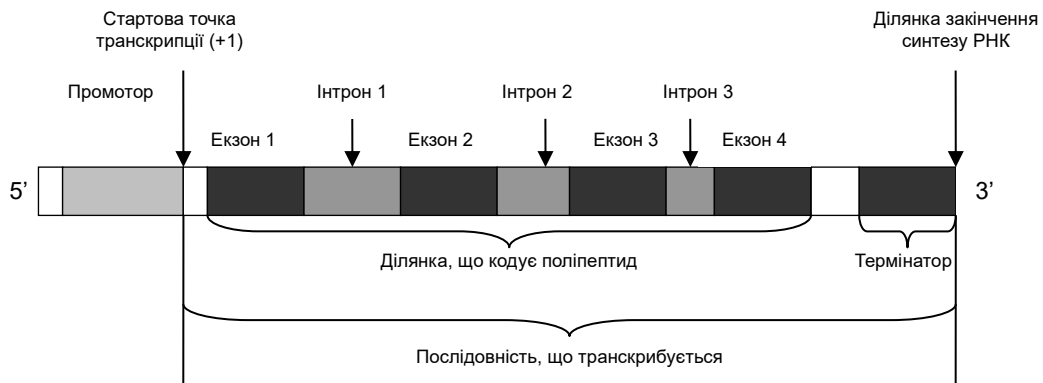 Стартова точка
транскрипції (+1)
Ділянка закінчення
синтезу РНК
Промотор
Інтрон 1
Інтрон 2
Інтрон 3
Екзон 1
Екзон 2
Екзон 3
Екзон 4
5’
3’
Ділянка, що кодує поліпептид
Термінатор
Послідовність, що транскрибується